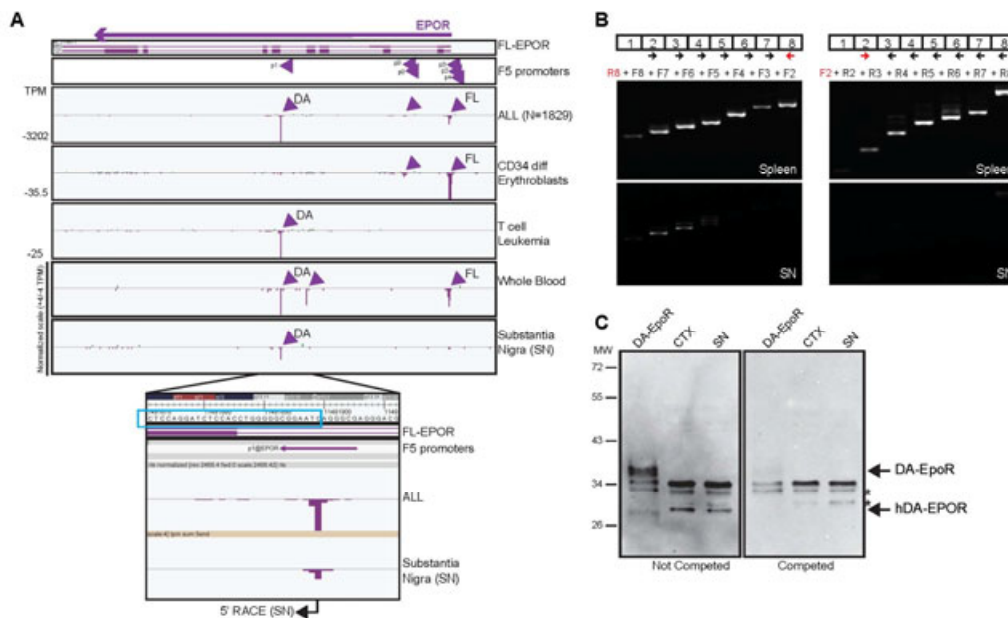 A
EPOR
FL-EPOR
F5 promoters
TPM
DA
FL
ALL (N=1829)
-3202
FL
CD34 diff
Erythroblasts
-35.5
DA
T cell
Leukemia
-25
Normalized scale (+4/-4 TPM)
DA
FL
Whole Blood
DA
Substantia
Nigra (SN)
FL-EPOR
p1@EPOR
F5 promoters
ALL
Substantia
Nigra (SN)
5' RACE (SN)
B
1 2 3 4 5 6 7 8
R8 + F8 + F7 + F6 + F5 + F4 + F3 + F2
Spleen
SN
1 2 3 4 5 6 7 8
F2 + R2 + R3 + R4 + R5 + R6 + R7 + R8
Spleen
SN
C
DA-EpoR CTX SN DA-EpoR CTX SN
MW
72
55
43
34
26
DA-EpoR
*
*
hDA-EPOR
Not Competed
Competed